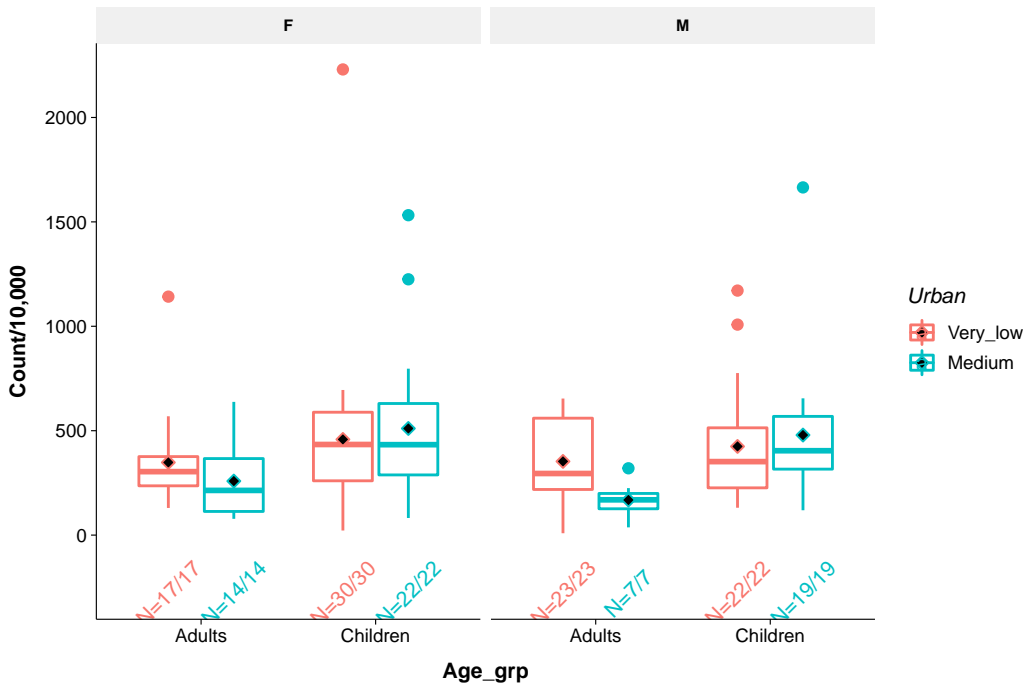 F
M
2000
1500
1000
500
0
Count/10,000
N=17/17
N=14/14
N=30/30
N=22/22
N=23/23
N=7/7
N=22/22
N=19/19
Adults
Children
Adults
Children
Age_grp
Urban
Very_low
Medium